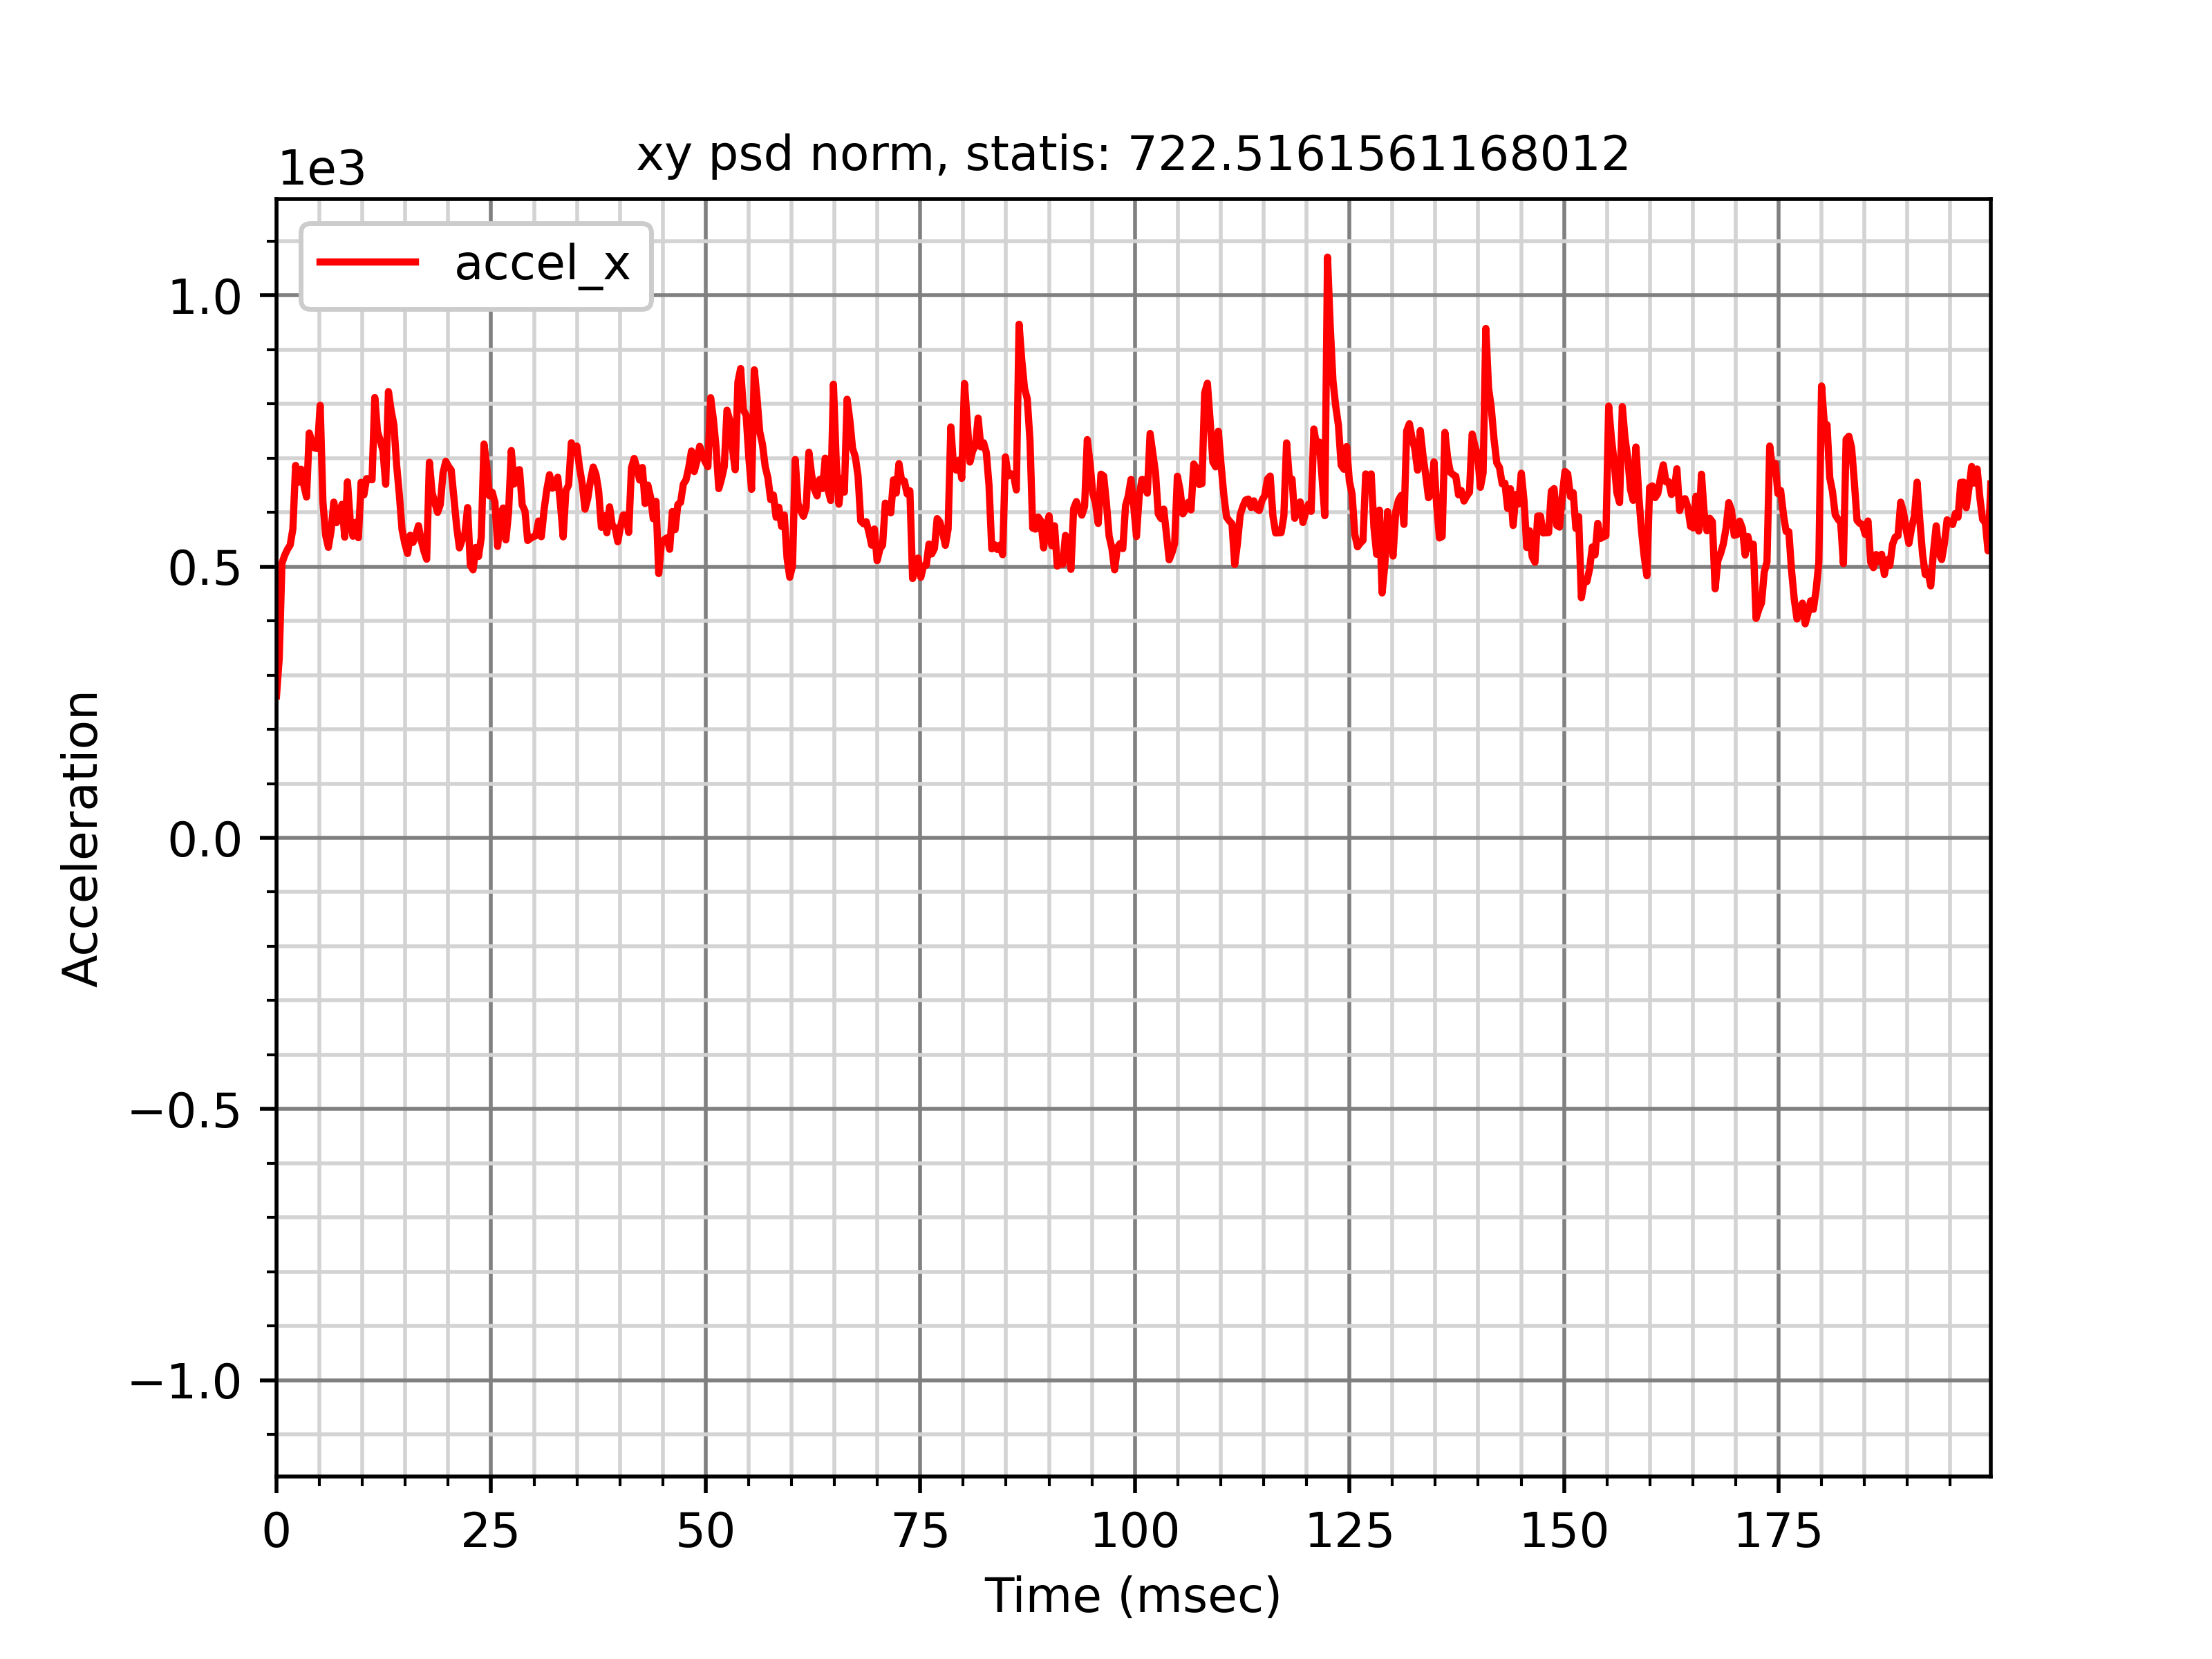 xy psd norm, statis: 722.5161561168012
1e3
accel_x
1.0
0.5
0.0
−0.5
−1.0
Acceleration
0 25 50 75 100 125 150 175
Time (msec)